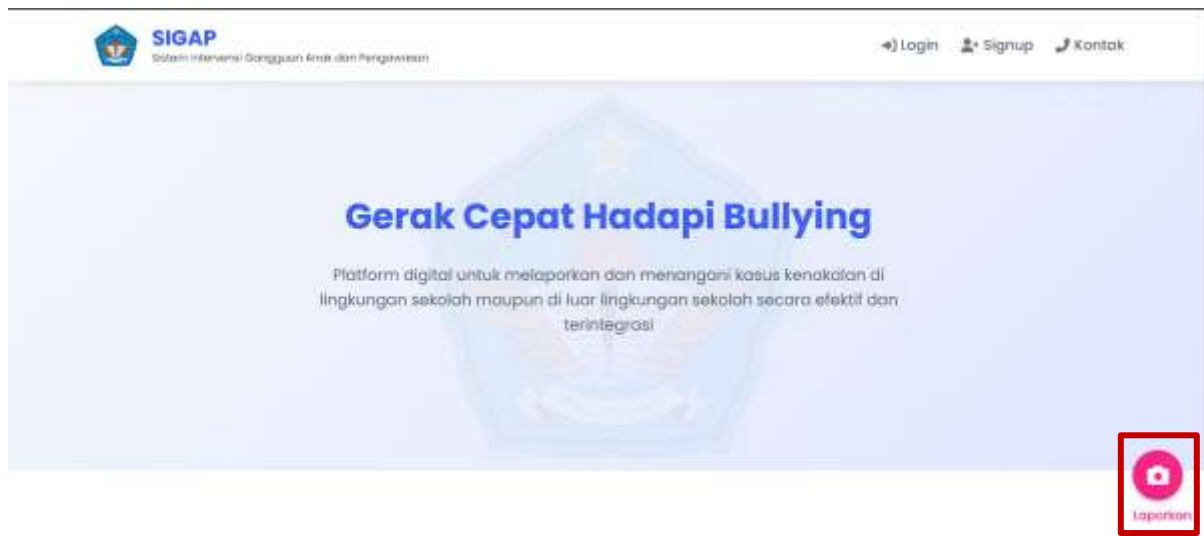 SIGAP
Sistem Intervensi Gangguan Anak dan Pengawasan
Login Signup Kontak
Gerak Cepat Hadapi Bullying
Platform digital untuk melaporkan dan menangani kasus kenakalan di
lingkungan sekolah maupun di luar lingkungan sekolah secara efektif dan
terintegrasi
Laporkan